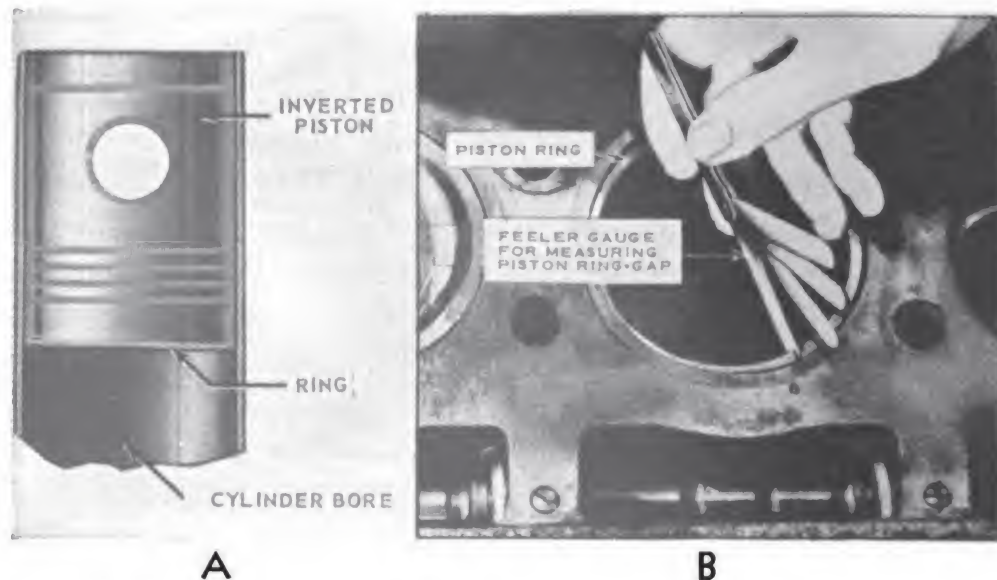 INVERTED
PISTON
RING
CYLINDER BORE
A
PISTON RING
FEELER GAUGE
FOR MEASURING
PISTON RING-GAP
B